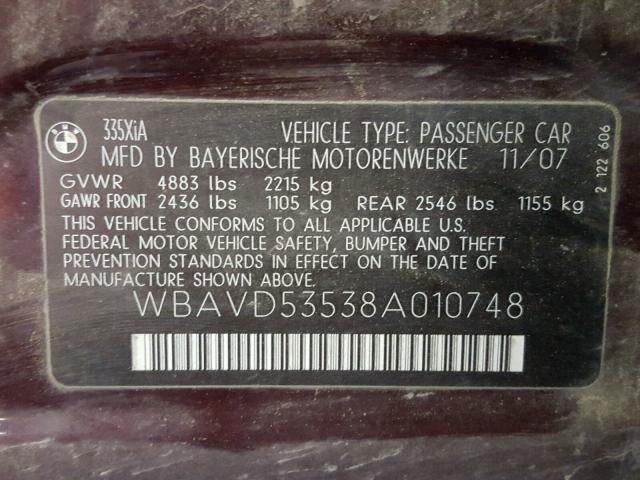 BMW
335XiA
VEHICLE TYPE: PASSENGER CAR
MFD BY BAYERISCHE MOTORENWERKE 11/07
GVWR 4883 lbs 2215 kg
GAWR FRONT 2436 lbs 1105 kg REAR 2546 lbs 1155 kg
THIS VEHICLE CONFORMS TO ALL APPLICABLE U.S.
FEDERAL MOTOR VEHICLE SAFETY, BUMPER AND THEFT
PREVENTION STANDARDS IN EFFECT ON THE DATE OF
MANUFACTURE SHOWN ABOVE.
WBAVD53538A010748
2 122 606